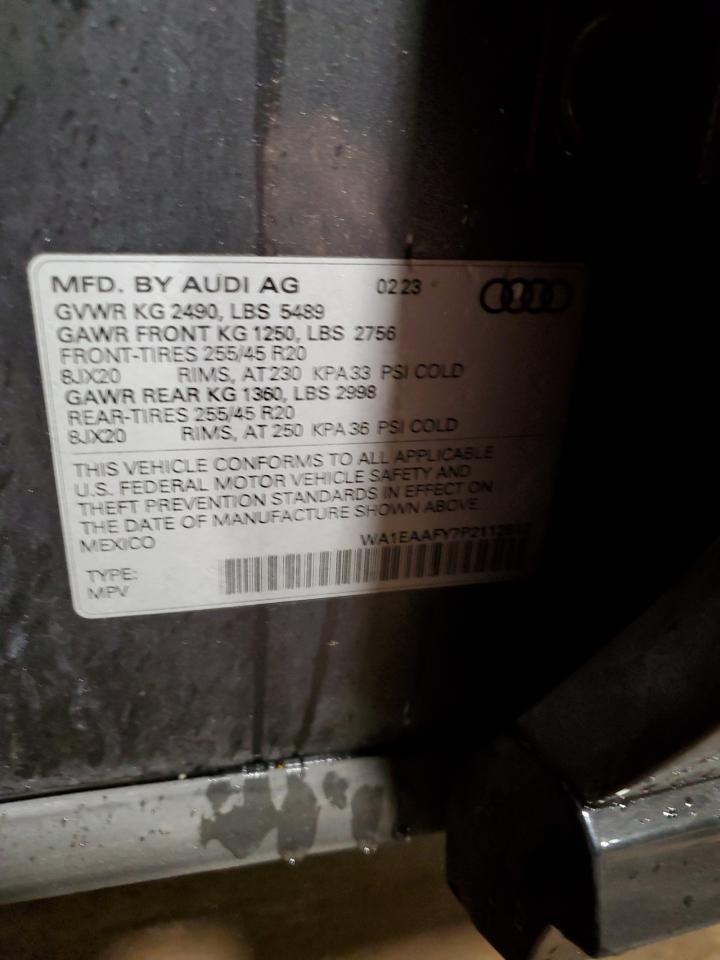 MFD. BY AUDI AG 02 23
GVWR KG 2490, LBS 5489
GAWR FRONT KG 1250, LBS 2756
FRONT-TIRES 255/45 R20
8JX20 RIMS, AT 230 KPA 33 PSI COLD
GAWR REAR KG 1360, LBS 2998
REAR-TIRES 255/45 R20
8JX20 RIMS, AT 250 KPA 36 PSI COLD
THIS VEHICLE CONFORMS TO ALL APPLICABLE
U.S. FEDERAL MOTOR VEHICLE SAFETY AND
THEFT PREVENTION STANDARDS IN EFFECT ON
THE DATE OF MANUFACTURE SHOWN ABOVE.
MEXICO
TYPE:
MPV